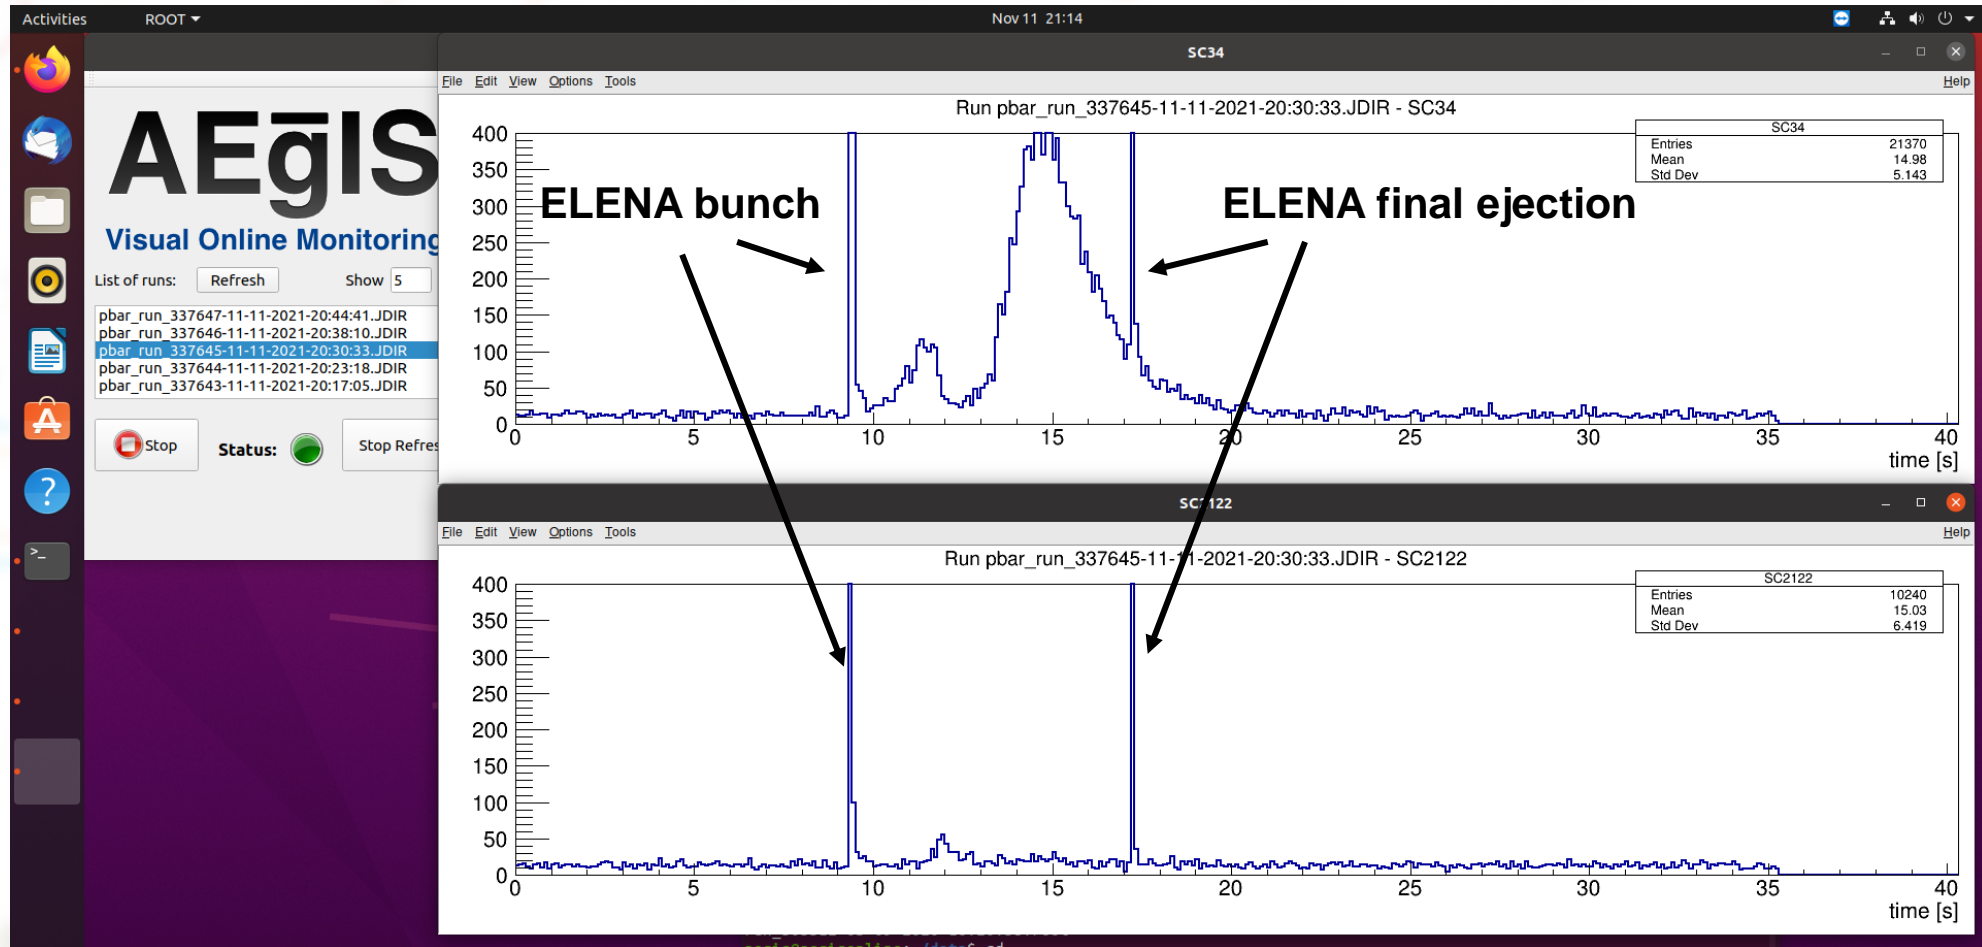 Activities ROOT Nov 11 21:14
AEḡIS
Visual Online Monitoring
List of runs: Refresh Show 5
pbar_run_337647-11-11-2021-20:44:41.JDIR
pbar_run_337646-11-11-2021-20:38:10.JDIR
pbar_run_337645-11-11-2021-20:30:33.JDIR
pbar_run_337644-11-11-2021-20:23:18.JDIR
pbar_run_337643-11-11-2021-20:17:05.JDIR
Stop Status: Stop Refre
SC34
File Edit View Options Tools Help
Run pbar_run_337645-11-11-2021-20:30:33.JDIR - SC34
SC34
Entries 21370
Mean 14.98
Std Dev 5.143
ELENA bunch
ELENA final ejection
400
350
300
250
200
150
100
50
0
0 5 10 15 20 25 30 35 40
time [s]
SC2122
File Edit View Options Tools Help
Run pbar_run_337645-11-11-2021-20:30:33.JDIR - SC2122
SC2122
Entries 10240
Mean 15.03
Std Dev 6.419
400
350
300
250
200
150
100
50
0
0 5 10 15 20 25 30 35 40
time [s]